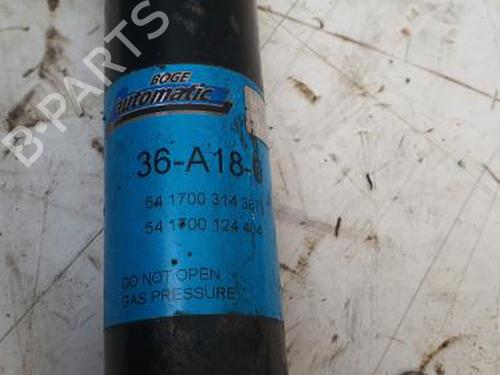 BOGE
automatic
36-A18-
54 1700 314
54 1700 124
DO NOT OPEN
GAS PRESSURE
B-PARTS